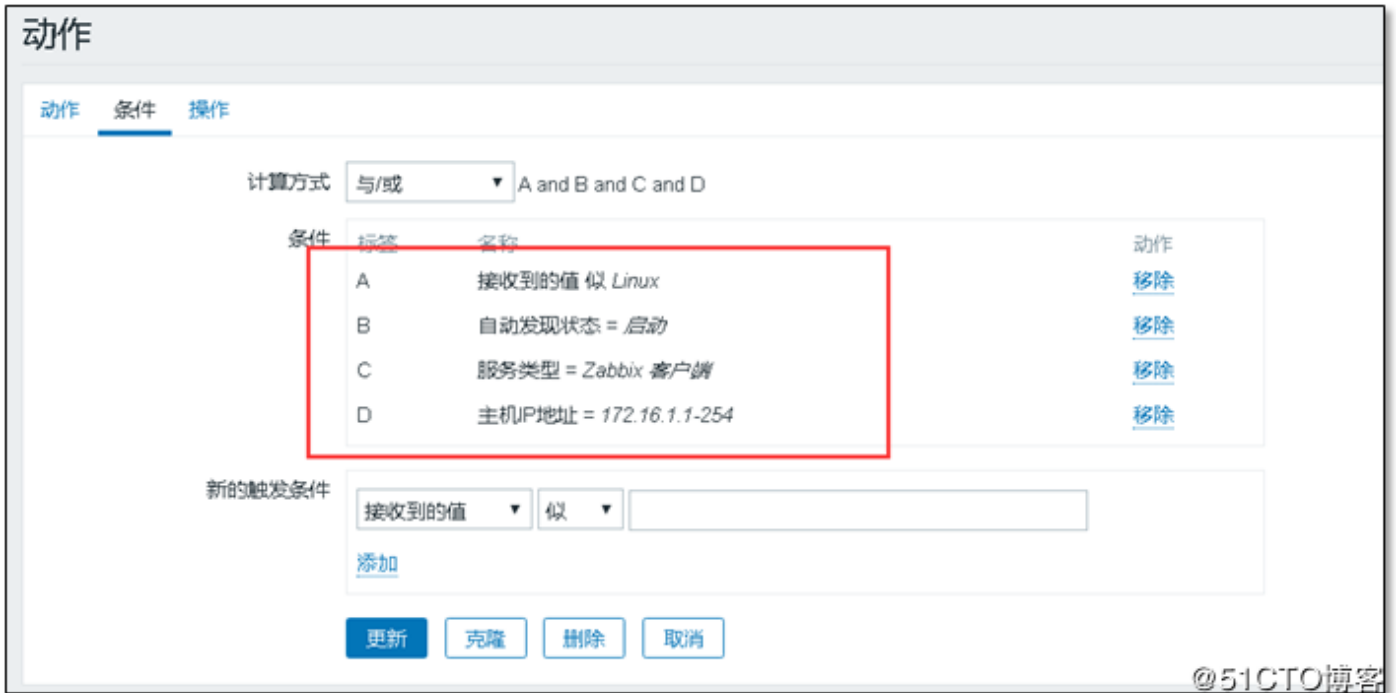 动作
动作 条件 操作
计算方式 与/或 A and B and C and D
条件 标签 名称 动作
A 接收到的值 似 Linux 移除
B 自动发现状态 = 启动 移除
C 服务类型 = Zabbix 客户端 移除
D 主机IP地址 = 172.16.1.1-254 移除
新的触发条件
接收到的值 似
添加
更新 克隆 删除 取消
@51CTO博客